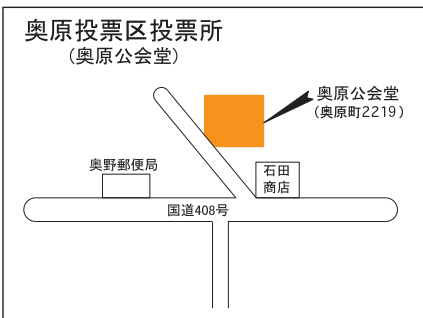 奥原投票区投票所
(奥原公会堂)
奥原公会堂
(奥原町2219)
奥野郵便局
石田
商店
国道408号